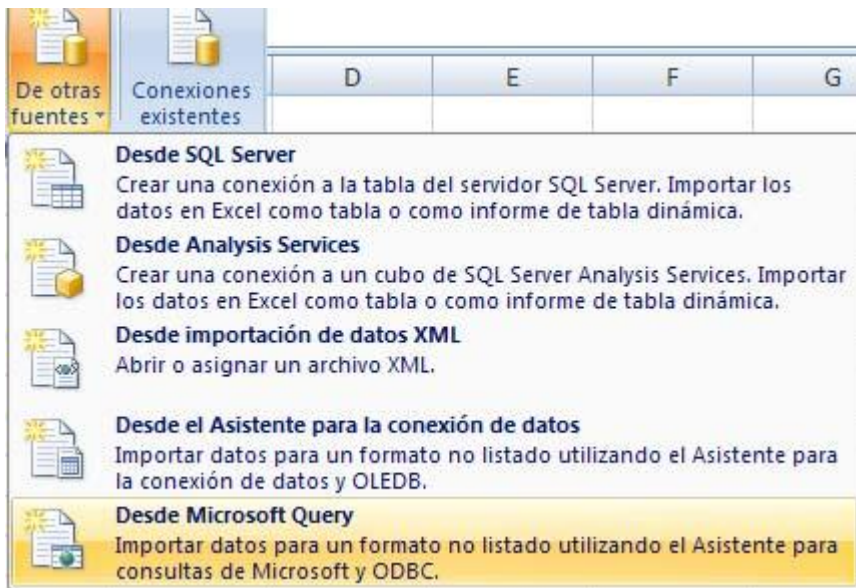 De otras
fuentes
Conexiones
existentes
D E F G
Desde SQL Server
Crear una conexión a la tabla del servidor SQL Server. Importar los
datos en Excel como tabla o como informe de tabla dinámica.
Desde Analysis Services
Crear una conexión a un cubo de SQL Server Analysis Services. Importar
los datos en Excel como tabla o como informe de tabla dinámica.
Desde importación de datos XML
Abrir o asignar un archivo XML.
Desde el Asistente para la conexión de datos
Importar datos para un formato no listado utilizando el Asistente para
la conexión de datos y OLEDB.
Desde Microsoft Query
Importar datos para un formato no listado utilizando el Asistente para
consultas de Microsoft y ODBC.